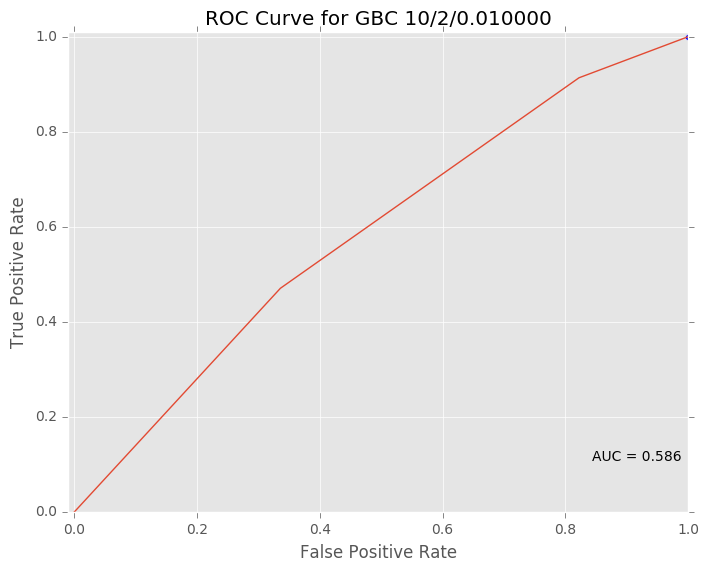 ROC Curve for GBC 10/2/0.010000
1.0
0.8
0.6
0.4
0.2
0.0
True Positive Rate
AUC = 0.586
0.0 0.2 0.4 0.6 0.8 1.0
False Positive Rate